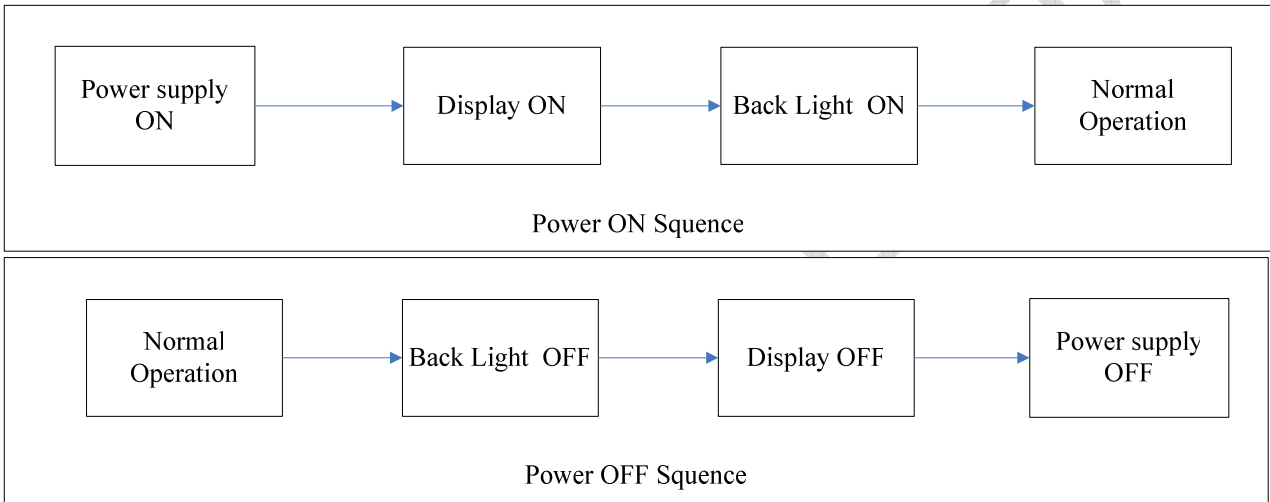 Power supply
ON
Display ON
Back Light ON
Normal
Operation
Power ON Squence
Normal
Operation
Back Light OFF
Display OFF
Power supply
OFF
Power OFF Squence